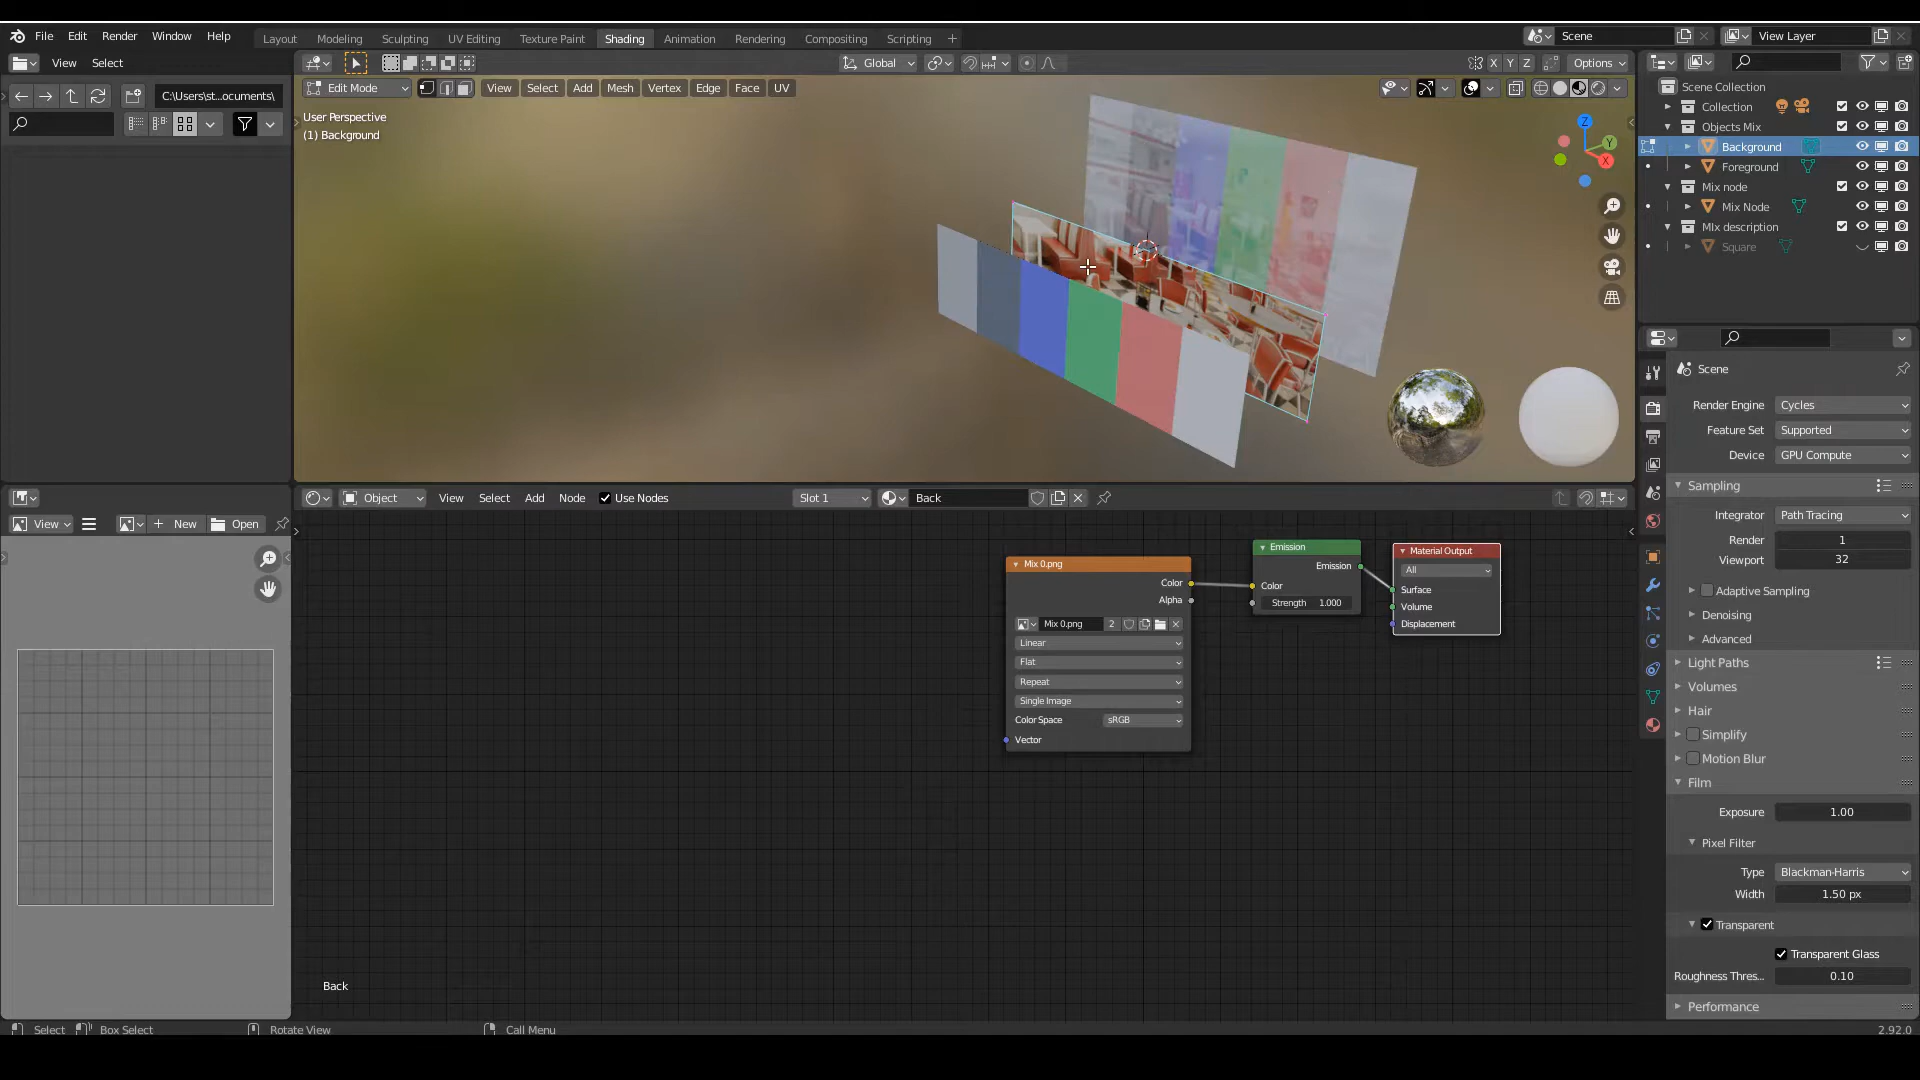 File Edit Render Window Help
Layout Modeling Sculpting UV Editing Texture Paint Shading Animation Rendering Compositing Scripting +
Scene
View Layer
View Select
Global
X Y Z
Options
C:\Users\st...ocuments\
Edit Mode
View Select Add Mesh Vertex Edge Face UV
User Perspective
(1) Background
Z
Y
X
Scene Collection
Collection
Objects Mix
Background
Foreground
Mix node
Mix Node
MIx description
Square
Scene
Render Engine Cycles
Feature Set Supported
Device GPU Compute
Sampling
Integrator Path Tracing
Render 1
Viewport 32
Adaptive Sampling
Denoising
Advanced
Light Paths
Volumes
Hair
Simplify
Motion Blur
Film
Exposure 1.00
Pixel Filter
Type Blackman-Harris
Width 1.50 px
Transparent
Transparent Glass
Roughness Thres... 0.10
Performance
View
New
Open
Object
View Select Add Node
Use Nodes
Slot 1
Back
Mix 0.png
Color
Alpha
Mix 0.png 2
Linear
Flat
Repeat
Single Image
Color Space sRGB
Vector
Emission
Emission
Color
Strength 1.000
Material Output
All
Surface
Volume
Displacement
Back
Select
Box Select
Rotate View
Call Menu
2.92.0